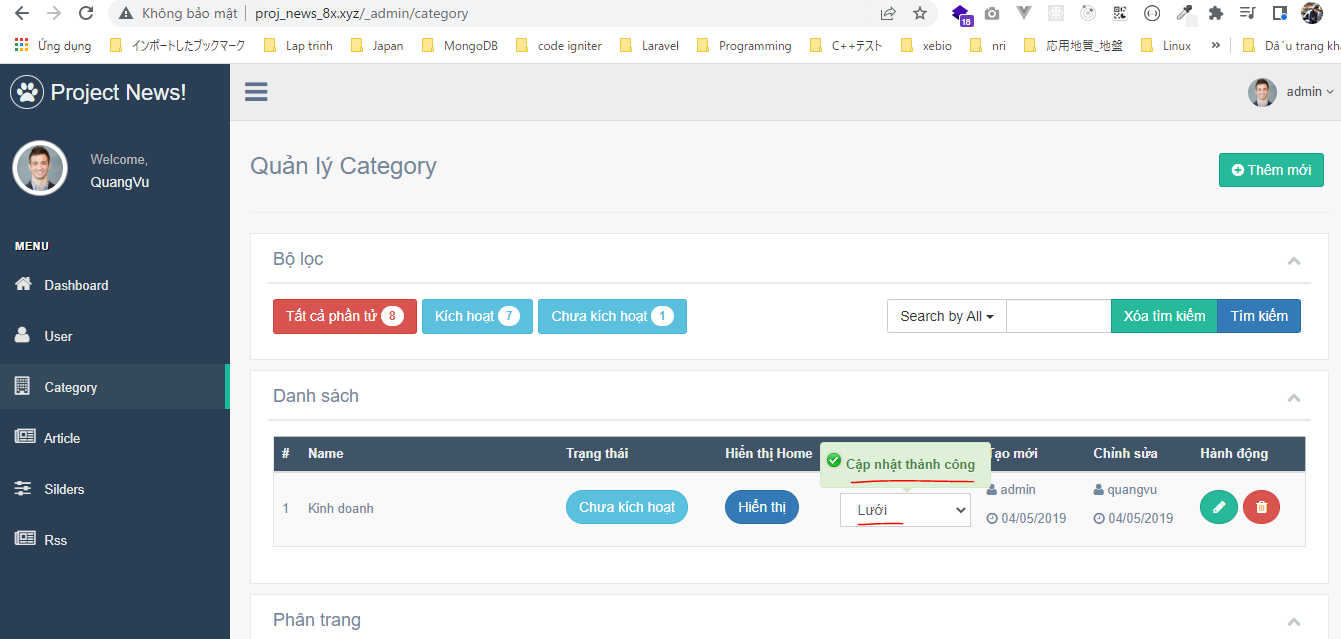 Không bảo mật proj_news_8x.xyz/_admin/category
18
Ứng dụng インポートしたブックマーク Lap trinh Japan MongoDB code igniter Laravel Programming C++テスト xebio nri 応用地質_地盤 Linux »
Project News!
admin
Welcome,
QuangVu
Quản lý Category
Thêm mới
MENU
Dashboard
User
Category
Article
Silders
Rss
Bộ lọc
Tất cả phần tử 8 Kích hoạt 7 Chưa kích hoạt 1 Search by All Xóa tìm kiếm Tìm kiếm
Danh sách
# Name Trạng thái Hiển thị Home Tạo mới Chỉnh sửa Hành động
Cập nhật thành công
1 Kinh doanh Chưa kích hoạt Hiển thị Lưới
admin quangvu
04/05/2019 04/05/2019
Phân trang